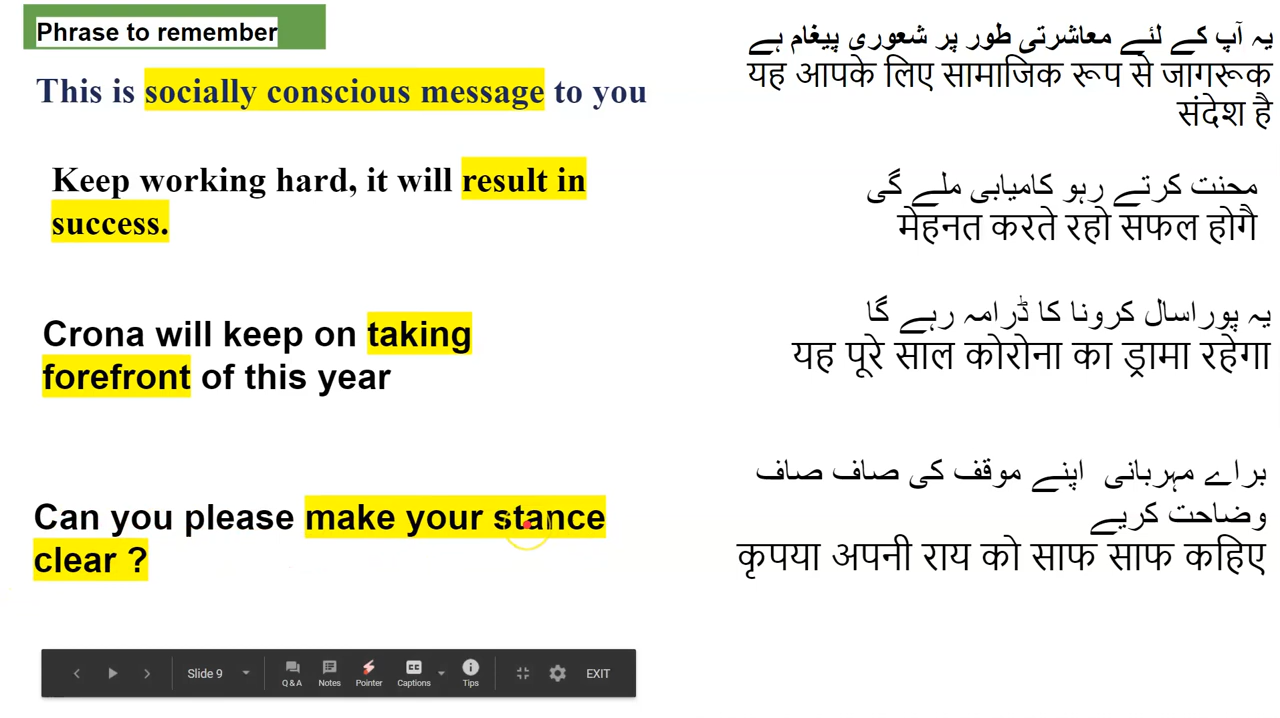 Phrase to remember
This is socially conscious message to you
یہ آپ کے لئے معاشرتی طور پر شعوری پیغام ہے
यह आपके लिए सामाजिक रूप से जागरूक
संदेश है
Keep working hard, it will result in
success.
محنت کرتے رہو کامیابی ملے گی
मेहनत करते रहो सफल होगै
Crona will keep on taking
forefront of this year
یہ پوراسال کرونا کا ڈرامہ رہے گا
यह पूरे साल कोरोना का ड्रामा रहेगा
Can you please make your stance
clear ?
براے مہربانی اپنے موقف کی صاف صاف
وضاحت کریے
कृपया अपनी राय को साफ साफ कहिए
Slide 9
Q&A Notes Pointer Captions Tips EXIT